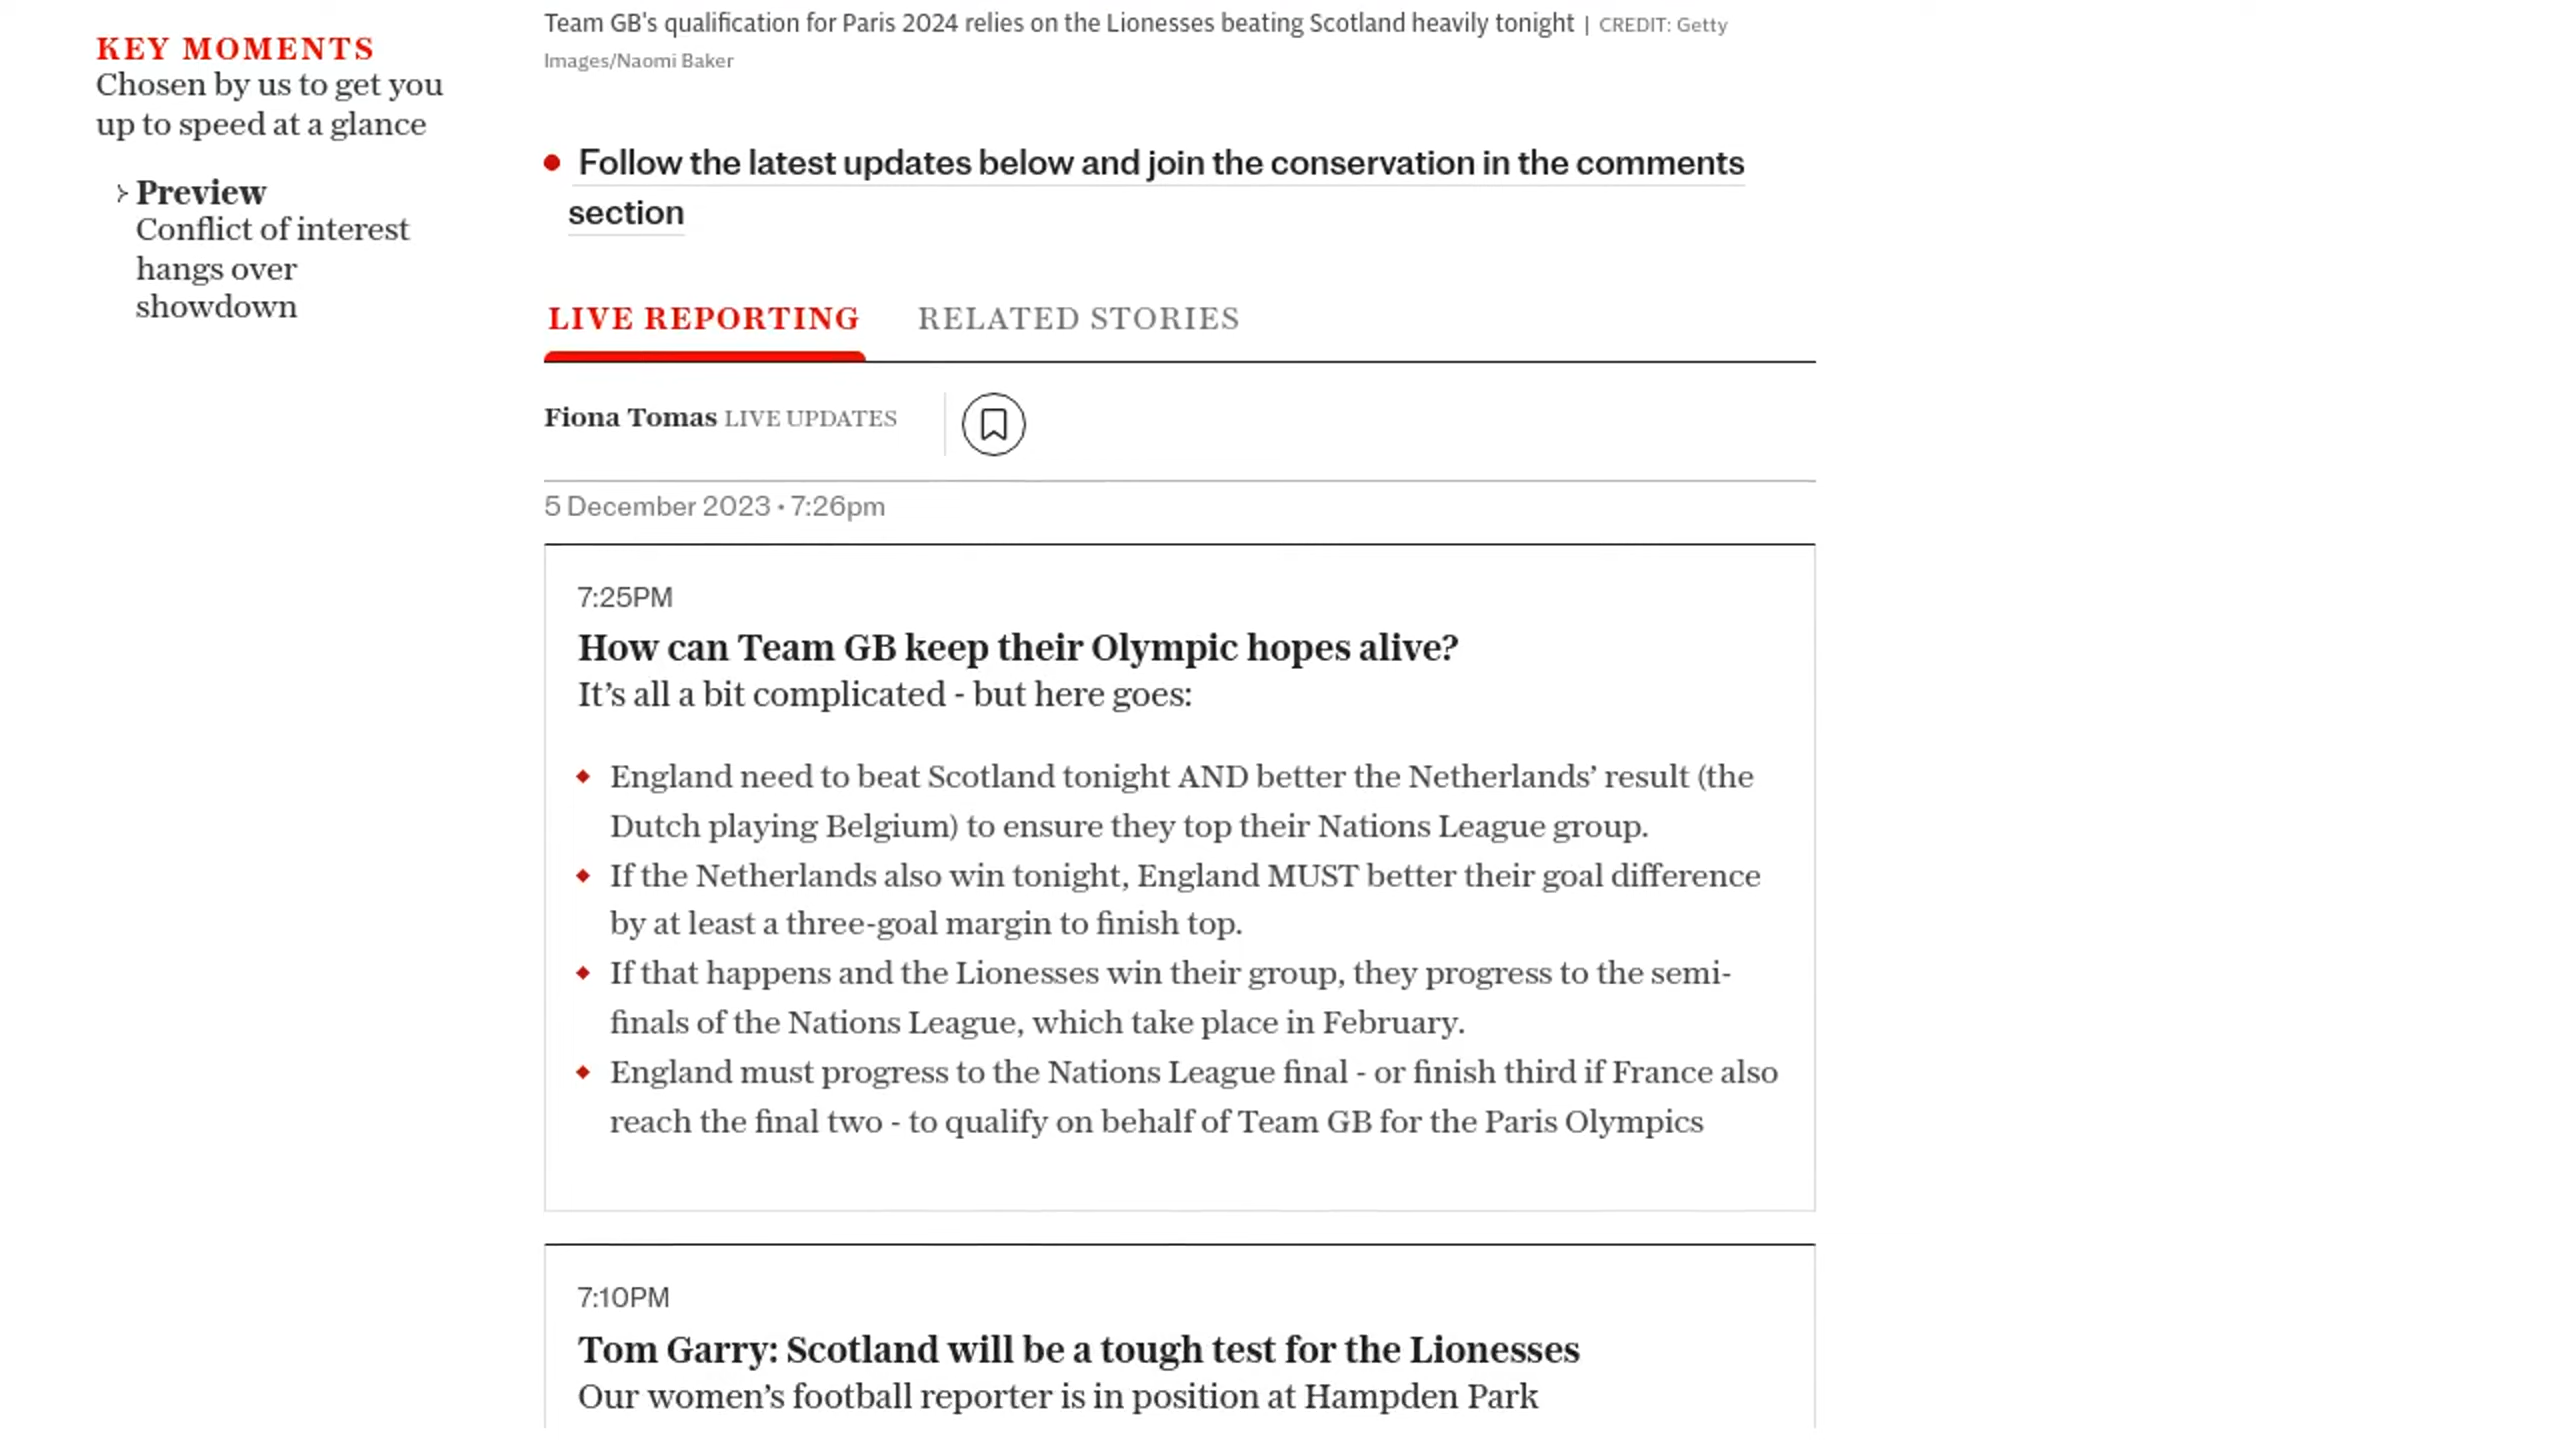 KEY MOMENTS
Chosen by us to get you
up to speed at a glance
Preview
Conflict of interest
hangs over
showdown
Team GB's qualification for Paris 2024 relies on the Lionesses beating Scotland heavily tonight | CREDIT: Getty
Images/Naomi Baker
Follow the latest updates below and join the conservation in the comments
section
LIVE REPORTING RELATED STORIES
Fiona Tomas LIVE UPDATES
5 December 2023 • 7:26pm
7:25PM
How can Team GB keep their Olympic hopes alive?
It’s all a bit complicated - but here goes:
England need to beat Scotland tonight AND better the Netherlands’ result (the
Dutch playing Belgium) to ensure they top their Nations League group.
If the Netherlands also win tonight, England MUST better their goal difference
by at least a three-goal margin to finish top.
If that happens and the Lionesses win their group, they progress to the semi-
finals of the Nations League, which take place in February.
England must progress to the Nations League final - or finish third if France also
reach the final two - to qualify on behalf of Team GB for the Paris Olympics
7:10PM
Tom Garry: Scotland will be a tough test for the Lionesses
Our women’s football reporter is in position at Hampden Park